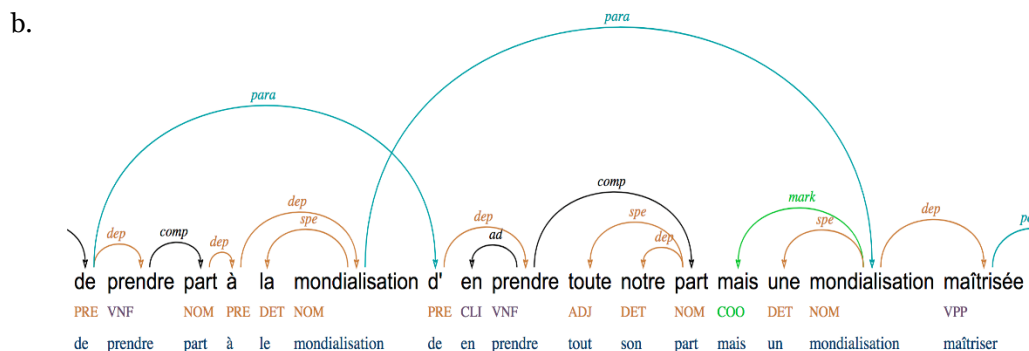 b.
para
para
comp
dep
mark
dep
spe
dep
comp
spe
ad
spe
dep
dep
de prendre part à la mondialisation d' en prendre toute notre part mais une mondialisation maîtrisée
PRE VNF NOM PRE DET NOM PRE CLI VNF ADJ DET NOM COO DET NOM VPP
de prendre part à le mondialisation de en prendre tout son part mais un mondialisation maîtriser